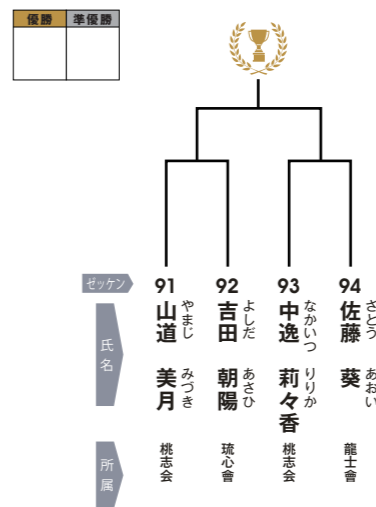 優勝 準優勝
ゼッケン 91 92 93 94
氏名
山道 美月 やまじ みづき
吉田 朝陽 よしだ あさひ
中逸 莉々香 なかいつ りりか
佐藤 葵 さとう あおい
所属
桃志会
琉心會
桃志会
龍士會